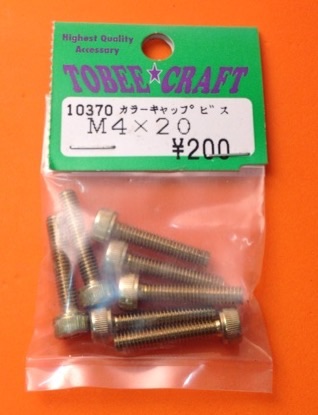 Highest Quality
Accessory
TOBEE★CRAFT
10370 カラーキャップビス
M4×20
¥200